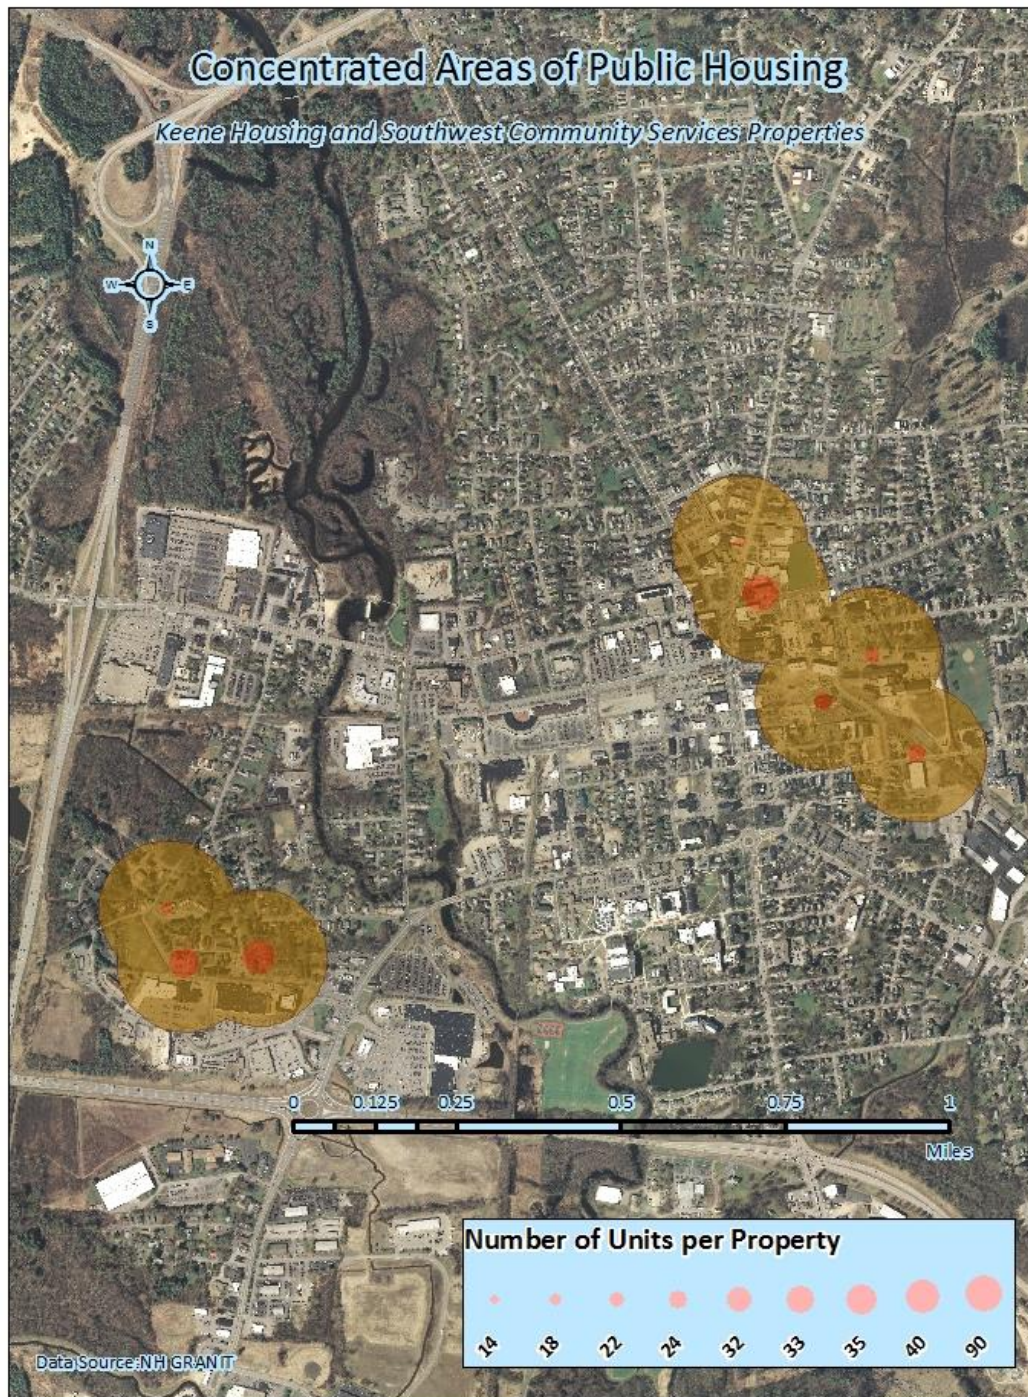 Concentrated Areas of Public Housing
Keene Housing and Southwest Community Services Properties
N
W E
S
0 0.125 0.25 0.5 0.75 1
Miles
Number of Units per Property
14 18 22 24 32 33 35 40 90
Data Source:NH GRANIT